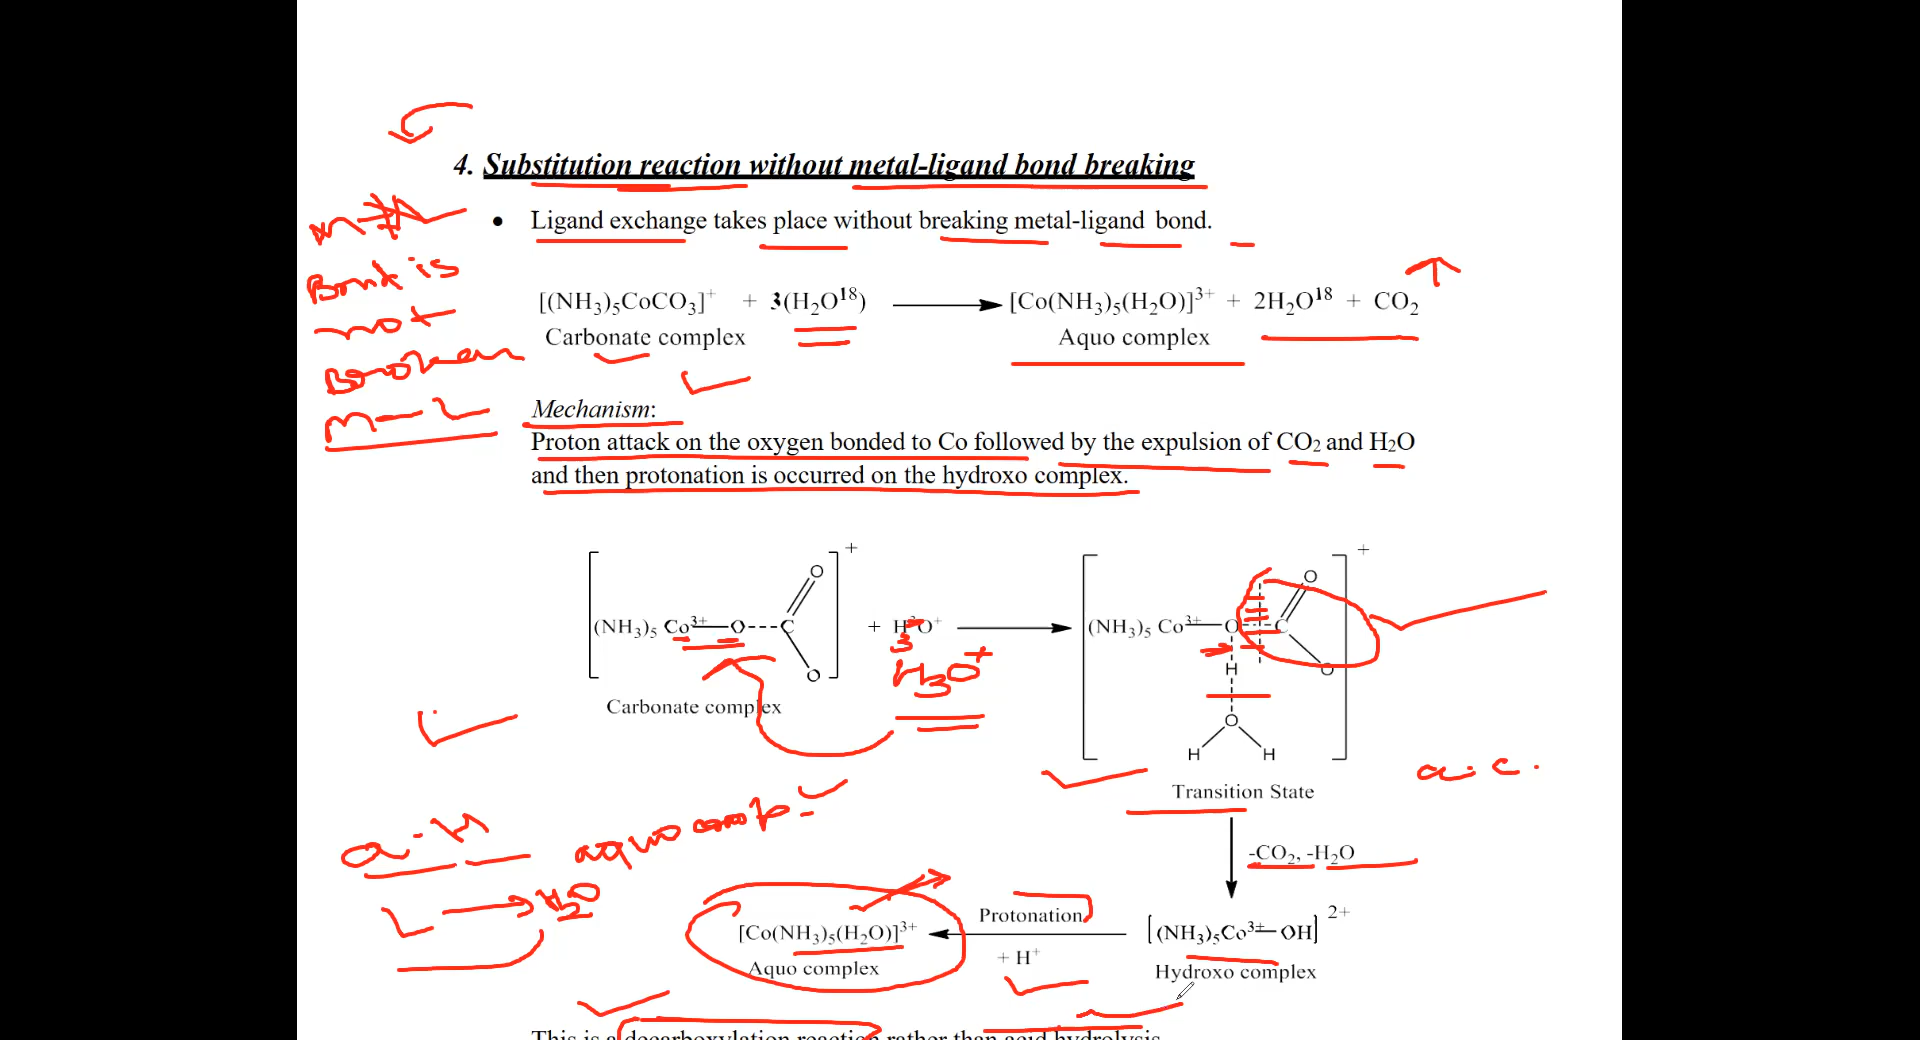 4. Substitution reaction without metal-ligand bond breaking
• Ligand exchange takes place without breaking metal-ligand bond.
Bond is
not
Broken
M-L
[(NH₃)₅CoCO₃]⁺ + 3(H₂O¹⁸) ⟶ [Co(NH₃)₅(H₂O)]³⁺ + 2H₂O¹⁸ + CO₂ ↑
Carbonate complex Aquo complex
Mechanism:
Proton attack on the oxygen bonded to Co followed by the expulsion of CO₂ and H₂O
and then protonation is occurred on the hydroxo complex.
[(NH₃)₅ Co³⁺—O---C O O]⁺ + H₃O⁺ ⟶ [(NH₃)₅ Co³⁺—O---C O O H O H H]⁺
H₃O⁺
Carbonate complex
Transition State
a.c.
-CO₂, -H₂O
a.H
aquo comp.
H₂O
[Co(NH₃)₅(H₂O)]³⁺ Protonation + H⁺ [(NH₃)₅Co³⁺—OH]²⁺
Aquo complex Hydroxo complex
This is a decarboxylation reaction rather than acid hydrolysis